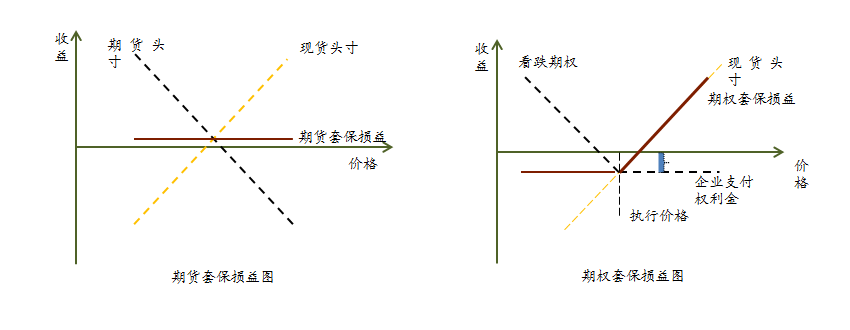 收
益
期 货 头
寸
现货头寸
期货套保损益
价格
期货套保损益图
收
益
看跌期权
现 货 头
寸
期权套保损益
价
格
企业支付
权利金
执行价格
期权套保损益图